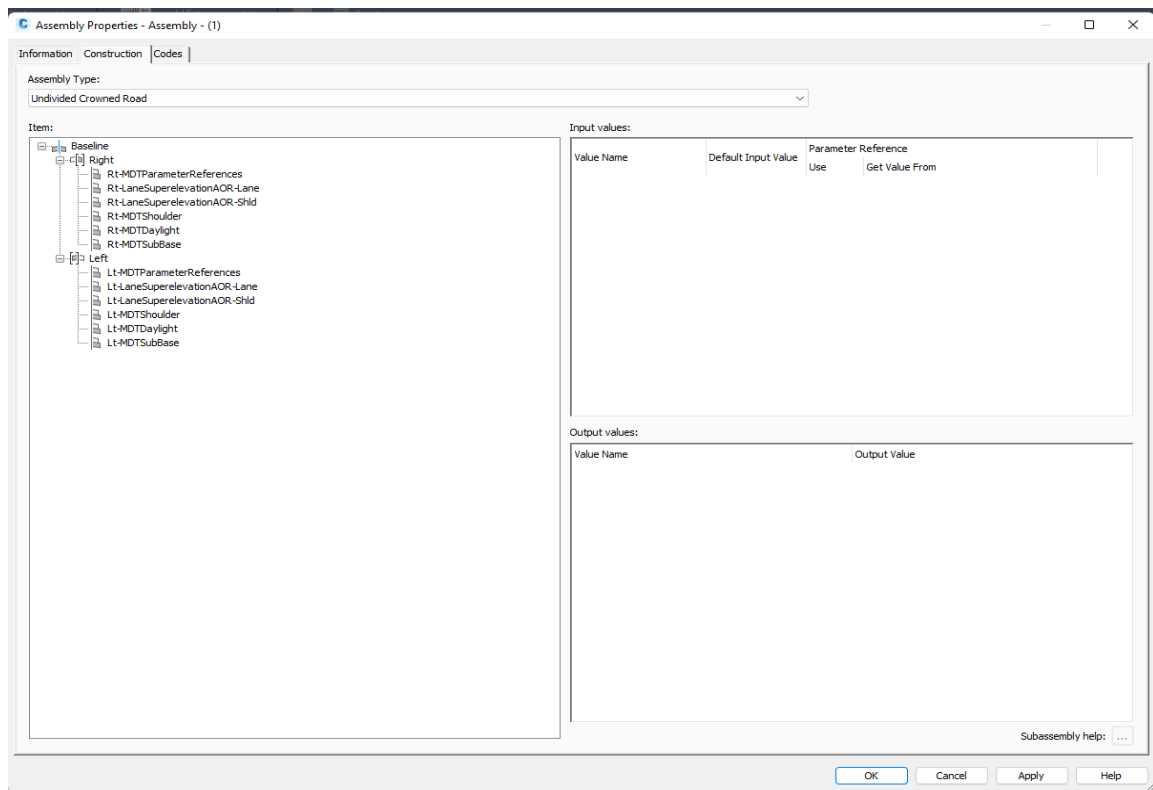 Assembly Properties - Assembly - (1)
Information Construction Codes
Assembly Type:
Undivided Crowned Road
Item:
Baseline
Right
Rt-MDTParameterReferences
Rt-LaneSuperelevationAOR-Lane
Rt-LaneSuperelevationAOR-Shld
Rt-MDTShoulder
Rt-MDTDaylight
Rt-MDTSubBase
Left
Lt-MDTParameterReferences
Lt-LaneSuperelevationAOR-Lane
Lt-LaneSuperelevationAOR-Shld
Lt-MDTShoulder
Lt-MDTDaylight
Lt-MDTSubBase
Input values:
Value Name Default Input Value Parameter Reference
Use Get Value From
Output values:
Value Name Output Value
Subassembly help: ...
OK Cancel Apply Help